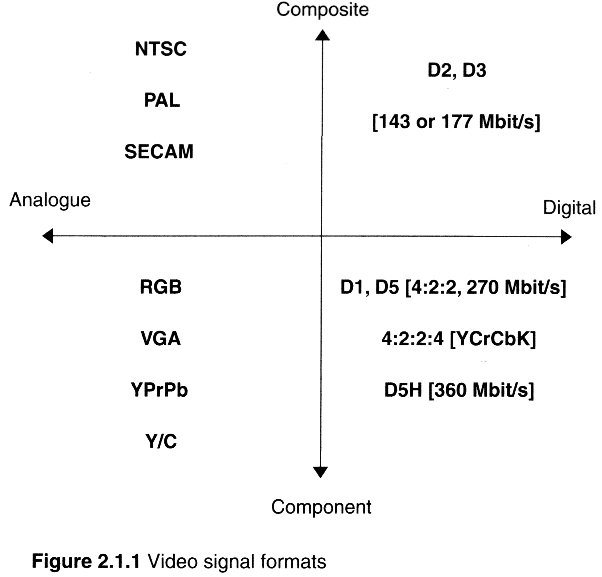 Composite
NTSC
D2, D3
PAL
[143 or 177 Mbit/s]
SECAM
Analogue
Digital
RGB
D1, D5 [4:2:2, 270 Mbit/s]
VGA
4:2:2:4 [YCrCbK]
YPrPb
D5H [360 Mbit/s]
Y/C
Component
Figure 2.1.1 Video signal formats